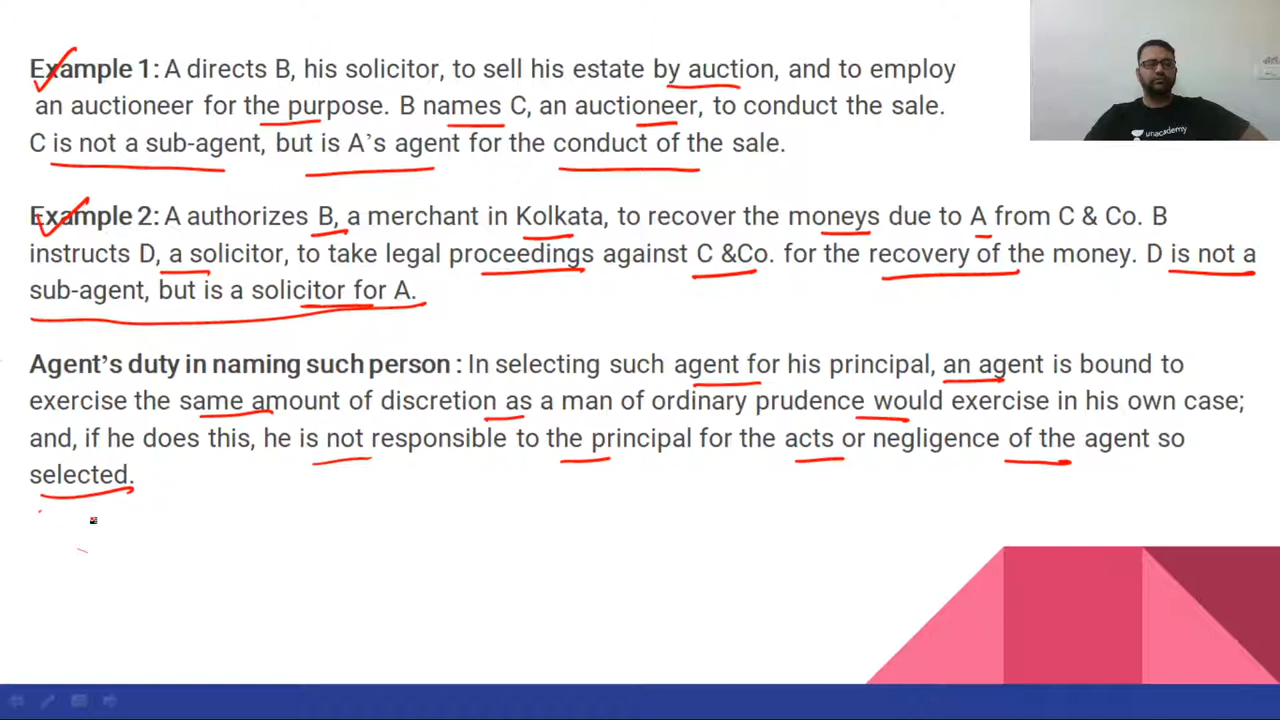 Example 1: A directs B, his solicitor, to sell his estate by auction, and to employ
an auctioneer for the purpose. B names C, an auctioneer, to conduct the sale.
C is not a sub-agent, but is A's agent for the conduct of the sale.
Example 2: A authorizes B, a merchant in Kolkata, to recover the moneys due to A from C & Co. B
instructs D, a solicitor, to take legal proceedings against C &Co. for the recovery of the money. D is not a
sub-agent, but is a solicitor for A.
Agent's duty in naming such person : In selecting such agent for his principal, an agent is bound to
exercise the same amount of discretion as a man of ordinary prudence would exercise in his own case;
and, if he does this, he is not responsible to the principal for the acts or negligence of the agent so
selected.
unacademy